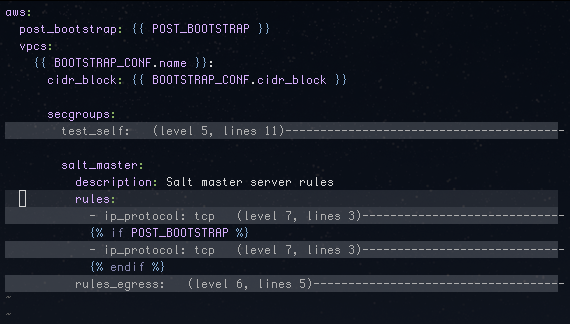 aws:
post_bootstrap: {{ POST_BOOTSTRAP }}
vpcs:
{{ BOOTSTRAP_CONF.name }}:
cidr_block: {{ BOOTSTRAP_CONF.cidr_block }}
secgroups:
test_self:   (level 5, lines 11)----------------------------------------
salt_master:
description: Salt master server rules
rules:
- ip_protocol: tcp   (level 7, lines 3)-----------------------------
{% if POST_BOOTSTRAP %}
- ip_protocol: tcp   (level 7, lines 3)-----------------------------
{% endif %}
rules_egress:   (level 6, lines 5)------------------------------------
~
~